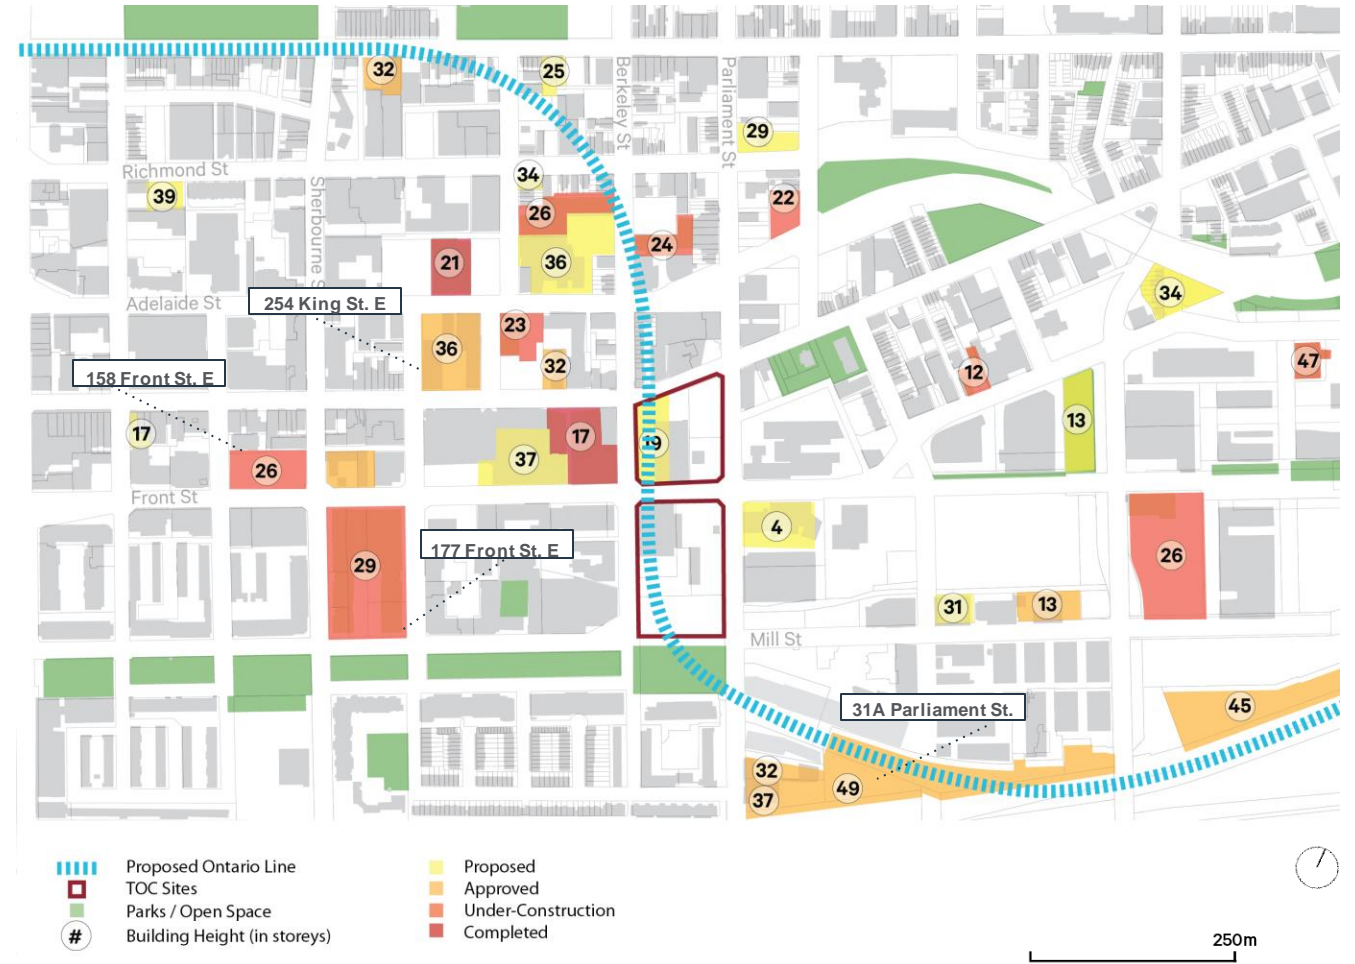 32
25
Berkeley St
Parliament St
29
Richmond St
34
39
Sherbourne S
26
22
24
21
36
Adelaide St
254 King St. E
34
23
36
32
12
47
158 Front St. E
17
17
19
13
37
26
Front St
4
177 Front St. E
29
26
31
13
Mill St
31A Parliament St.
45
32
49
37
Proposed Ontario Line
TOC Sites
Parks / Open Space
# Building Height (in storeys)
Proposed
Approved
Under-Construction
Completed
250m